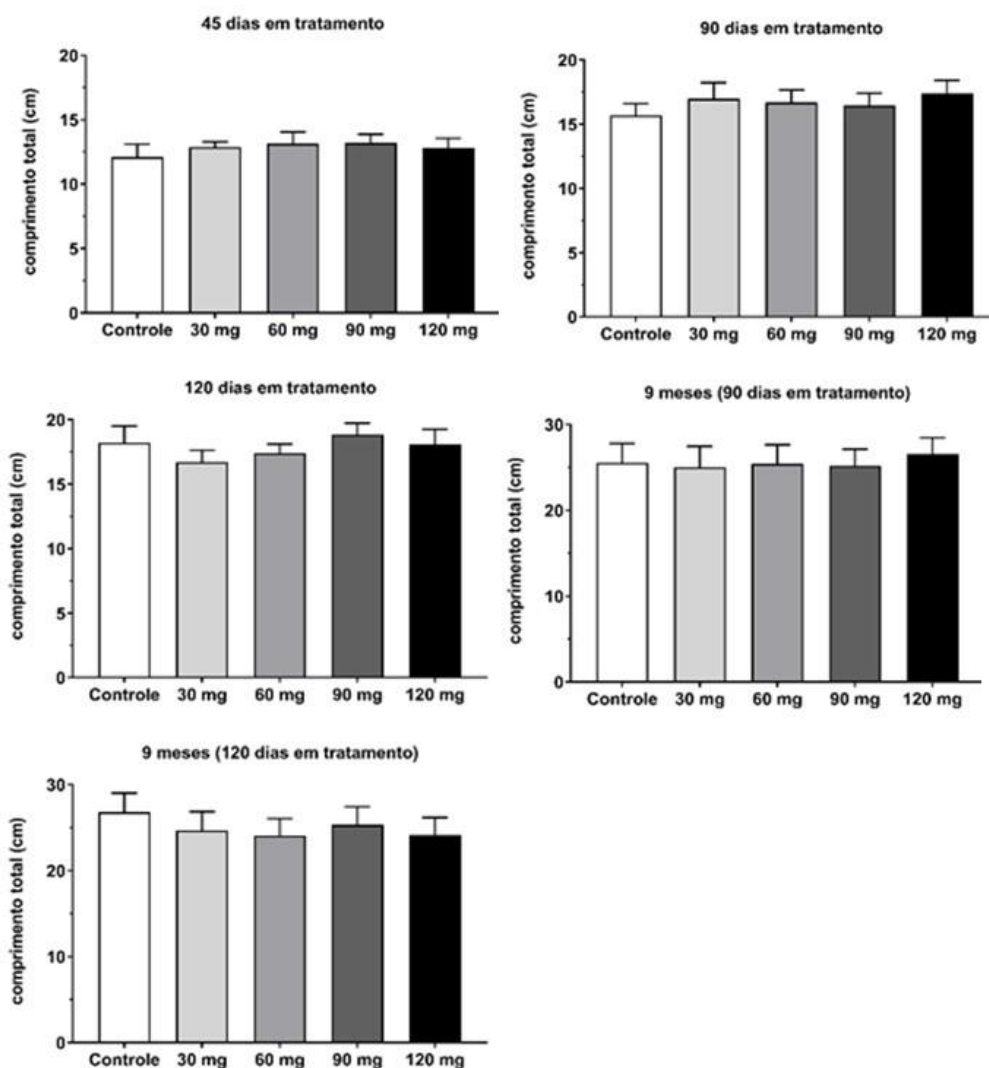 45 dias em tratamento
comprimento total (cm)
20
15
10
5
0
Controle 30 mg 60 mg 90 mg 120 mg
90 dias em tratamento
comprimento total (cm)
20
15
10
5
0
Controle 30 mg 60 mg 90 mg 120 mg
120 dias em tratamento
comprimento total (cm)
20
15
10
5
0
Controle 30 mg 60 mg 90 mg 120 mg
9 meses (90 dias em tratamento)
comprimento total (cm)
30
20
10
0
Controle 30 mg 60 mg 90 mg 120 mg
9 meses (120 dias em tratamento)
comprimento total (cm)
30
20
10
0
Controle 30 mg 60 mg 90 mg 120 mg